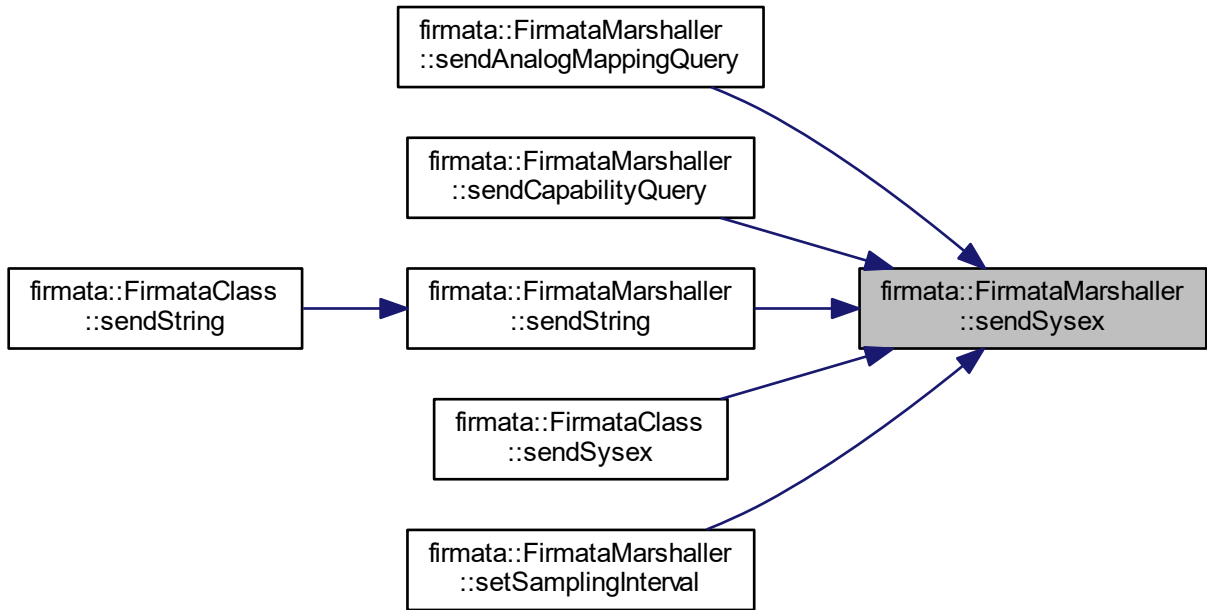 firmata::FirmataMarshaller
::sendAnalogMappingQuery
firmata::FirmataMarshaller
::sendCapabilityQuery
firmata::FirmataClass
::sendString
firmata::FirmataMarshaller
::sendString
firmata::FirmataMarshaller
::sendSysex
firmata::FirmataClass
::sendSysex
firmata::FirmataMarshaller
::setSamplingInterval